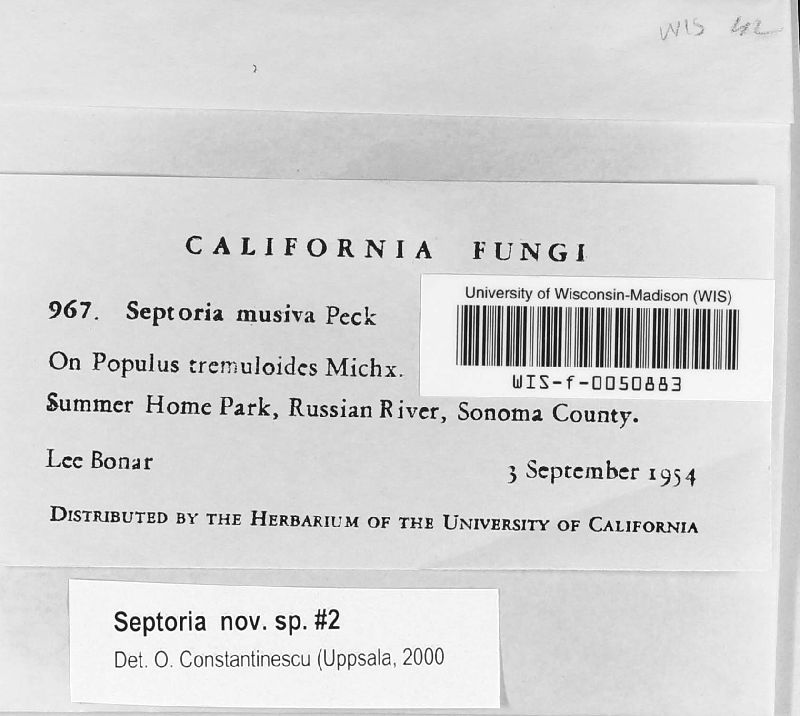 WIS 42
CALIFORNIA FUNGI
University of Wisconsin-Madison (WIS)
WIS-f-0050883
967. Septoria musiva Peck
On Populus tremuloides Michx.
Summer Home Park, Russian River, Sonoma County.
Lee Bonar 3 September 1954
DISTRIBUTED BY THE HERBARIUM OF THE UNIVERSITY OF CALIFORNIA
Septoria nov. sp. #2
Det. O. Constantinescu (Uppsala, 2000